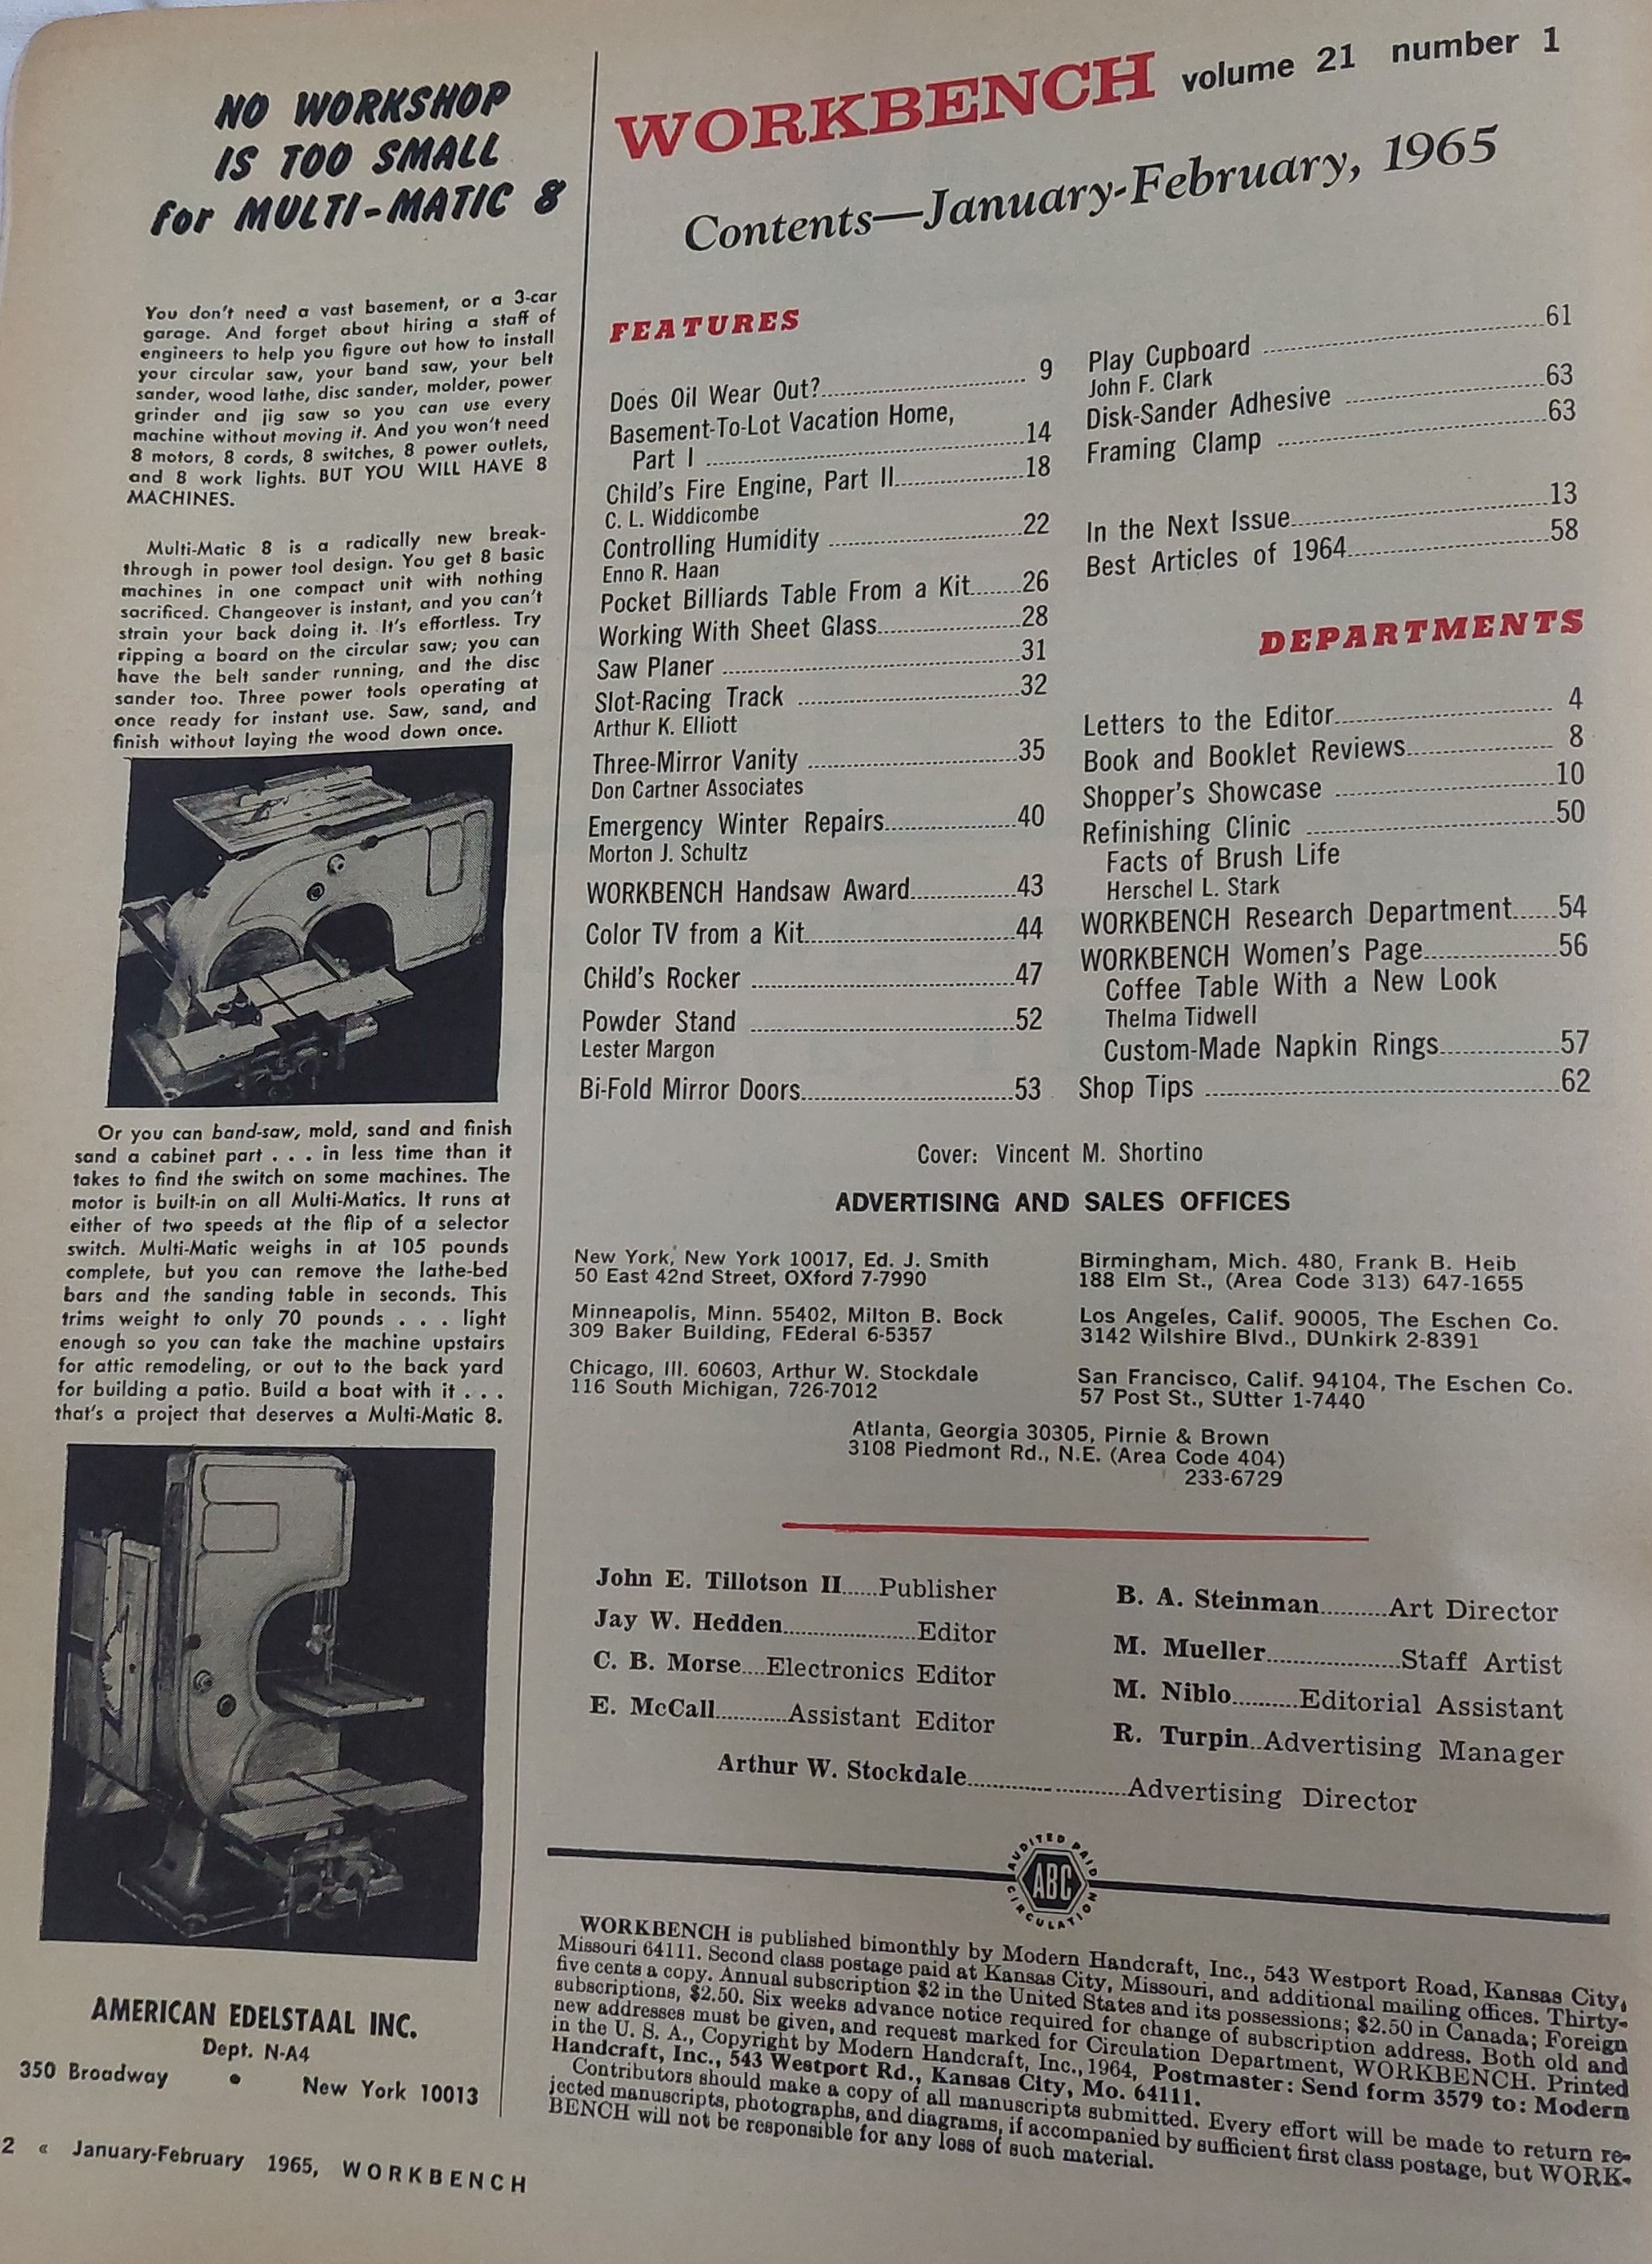 NO WORKSHOP
IS TOO SMALL
for MULTI-MATIC 8
You don't need a vast basement, or a 3-car
garage. And forget about hiring a staff of
engineers to help you figure out how to install
your circular saw, your band saw, your belt
sander, wood lathe, disc sander, molder, power
grinder and jig saw so you can use every
machine without moving it. And you won't need
8 motors, 8 cords, 8 switches, 8 power outlets,
and 8 work lights. BUT YOU WILL HAVE 8
MACHINES.
Multi-Matic 8 is a radically new break-
through in power tool design. You get 8 basic
machines in one compact unit with nothing
sacrificed. Changeover is instant, and you can't
strain your back doing it. It's effortless. Try
ripping a board on the circular saw; you can
have the belt sander running, and the disc
sander too. Three power tools operating at
once ready for instant use. Saw, sand, and
finish without laying the wood down once.
Or you can band-saw, mold, sand and finish
sand a cabinet part . . . in less time than it
takes to find the switch on some machines. The
motor is built-in on all Multi-Matics. It runs at
either of two speeds at the flip of a selector
switch. Multi-Matic weighs in at 105 pounds
complete, but you can remove the lathe-bed
bars and the sanding table in seconds. This
trims weight to only 70 pounds . . . light
enough so you can take the machine upstairs
for attic remodeling, or out to the back yard
for building a patio. Build a boat with it . . .
that's a project that deserves a Multi-Matic 8.
AMERICAN EDELSTAAL INC.
Dept. N-A4
350 Broadway • New York 10013
WORKBENCH volume 21 number 1
Contents—January-February, 1965
FEATURES
Does Oil Wear Out?..........9
Basement-To-Lot Vacation Home,
Part I ..........14
Child's Fire Engine, Part II..........18
C. L. Widdicombe
Controlling Humidity ..........22
Enno R. Haan
Pocket Billiards Table From a Kit..........26
Working With Sheet Glass..........28
Saw Planer ..........31
Slot-Racing Track ..........32
Arthur K. Elliott
Three-Mirror Vanity ..........35
Don Cartner Associates
Emergency Winter Repairs..........40
Morton J. Schultz
WORKBENCH Handsaw Award..........43
Color TV from a Kit..........44
Child's Rocker ..........47
Powder Stand ..........52
Lester Margon
Bi-Fold Mirror Doors..........53
Play Cupboard ..........61
John F. Clark
Disk-Sander Adhesive ..........63
Framing Clamp ..........63
In the Next Issue..........13
Best Articles of 1964..........58
DEPARTMENTS
Letters to the Editor..........4
Book and Booklet Reviews..........8
Shopper's Showcase ..........10
Refinishing Clinic ..........50
Facts of Brush Life
Herschel L. Stark
WORKBENCH Research Department......54
WORKBENCH Women's Page..........56
Coffee Table With a New Look
Thelma Tidwell
Custom-Made Napkin Rings..........57
Shop Tips ..........62
Cover: Vincent M. Shortino
ADVERTISING AND SALES OFFICES
New York, New York 10017, Ed. J. Smith
50 East 42nd Street, OXford 7-7990
Minneapolis, Minn. 55402, Milton B. Bock
309 Baker Building, FEderal 6-5357
Chicago, Ill. 60603, Arthur W. Stockdale
116 South Michigan, 726-7012
Birmingham, Mich. 480, Frank B. Heib
188 Elm St., (Area Code 313) 647-1655
Los Angeles, Calif. 90005, The Eschen Co.
3142 Wilshire Blvd., DUnkirk 2-8391
San Francisco, Calif. 94104, The Eschen Co.
57 Post St., SUtter 1-7440
Atlanta, Georgia 30305, Pirnie & Brown
3108 Piedmont Rd., N.E. (Area Code 404)
233-6729
John E. Tillotson II......Publisher
Jay W. Hedden..........Editor
C. B. Morse....Electronics Editor
E. McCall..........Assistant Editor
B. A. Steinman..........Art Director
M. Mueller..........Staff Artist
M. Niblo..........Editorial Assistant
R. Turpin..Advertising Manager
Arthur W. Stockdale..........Advertising Director
AUDITED PAID
ABC
CIRCULATION
WORKBENCH is published bimonthly by Modern Handcraft, Inc., 543 Westport Road, Kansas City,
Missouri 64111. Second class postage paid at Kansas City, Missouri, and additional mailing offices. Thirty-
five cents a copy. Annual subscription $2 in the United States and its possessions; $2.50 in Canada; Foreign
subscriptions, $2.50. Six weeks advance notice required for change of subscription address. Both old and
new addresses must be given, and request marked for Circulation Department, WORKBENCH. Printed
in the U. S. A., Copyright by Modern Handcraft, Inc., 1964, Postmaster: Send form 3579 to: Modern
Handcraft, Inc., 543 Westport Rd., Kansas City, Mo. 64111.
Contributors should make a copy of all manuscripts submitted. Every effort will be made to return re-
jected manuscripts, photographs, and diagrams, if accompanied by sufficient first class postage, but WORK-
BENCH will not be responsible for any loss of such material.
2 « January-February 1965, WORKBENCH